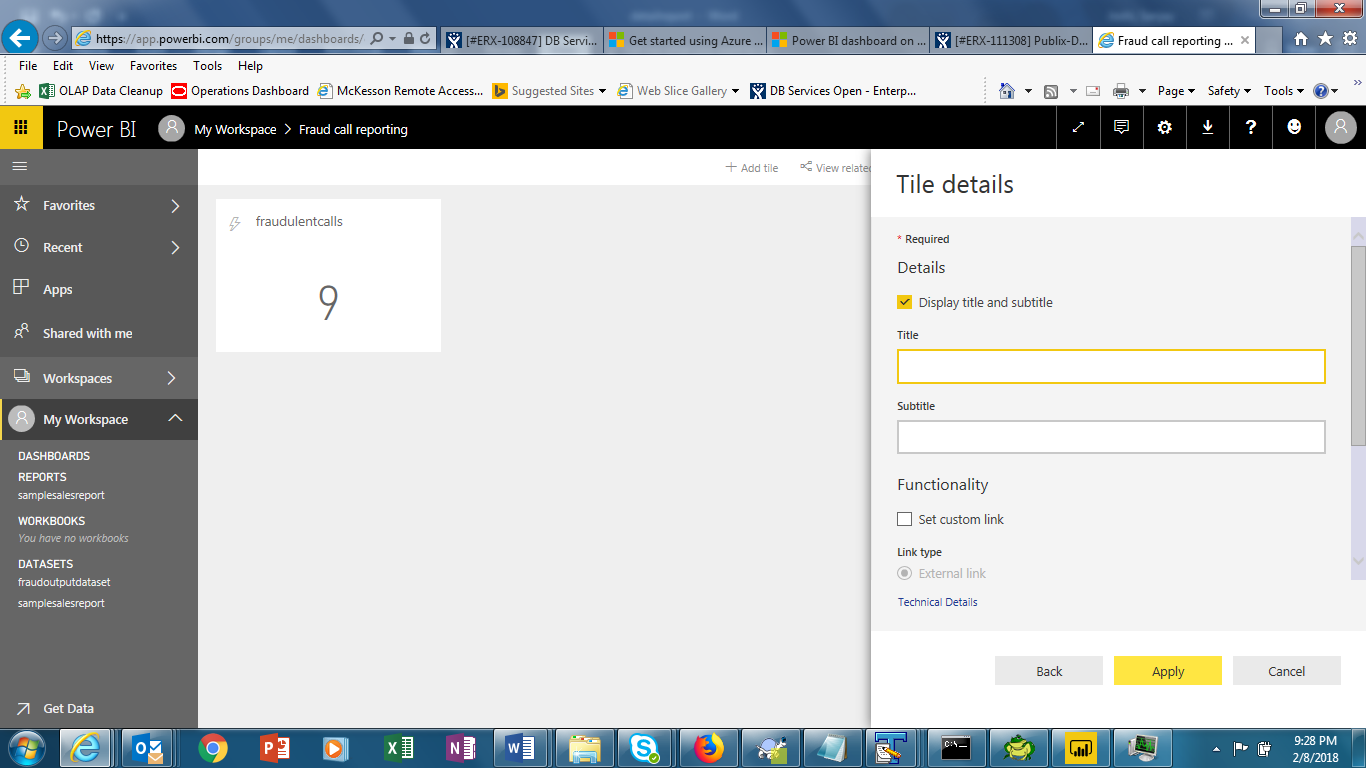 https://app.powerbi.com/groups/me/dashboards/
[#ERX-108847] DB Servi...
Get started using Azure ...
Power BI dashboard on ...
[#ERX-111308] Publix-D...
Fraud call reporting ...
File Edit View Favorites Tools Help
OLAP Data Cleanup
Operations Dashboard
McKesson Remote Access...
Suggested Sites
Web Slice Gallery
DB Services Open - Enterp...
Page
Safety
Tools
Power BI
My Workspace > Fraud call reporting
Favorites
Recent
Apps
Shared with me
Workspaces
My Workspace
DASHBOARDS
REPORTS
samplesalesreport
WORKBOOKS
You have no workbooks
DATASETS
fraudoutputdataset
samplesalesreport
Get Data
+ Add tile
View related
fraudulentcalls
9
Tile details
* Required
Details
Display title and subtitle
Title
Subtitle
Functionality
Set custom link
Link type
External link
Technical Details
Back
Apply
Cancel
9:28 PM
2/8/2018